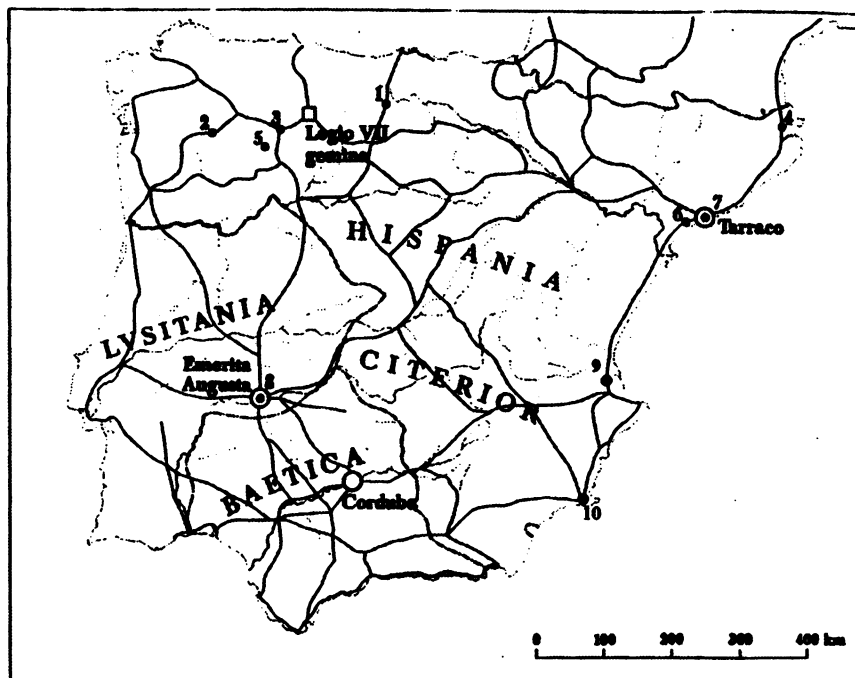 1
2
3
4
5
Legio VII
gemina
6
7
Tarraco
HISPANIA
LVSITANIA
CITERIOR
Emerita
Augusta
8
9
BAETICA
Corduba
10
0 100 200 300 400 km